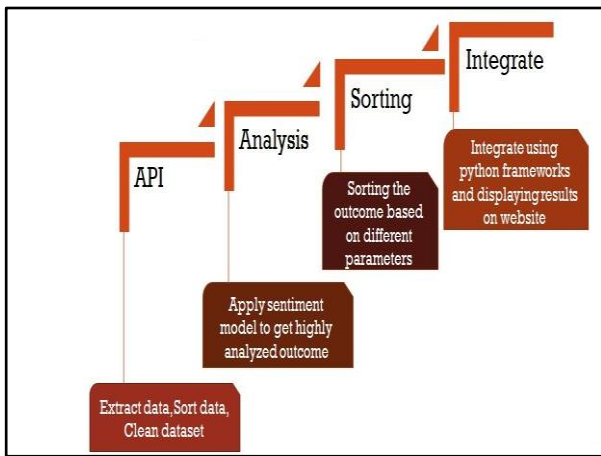 API
Extract data, Sort data,
Clean dataset
Analysis
Apply sentiment
model to get highly
analyzed outcome
Sorting
Sorting the
outcome based
on different
parameters
Integrate
Integrate using
python frameworks
and displaying results
on website